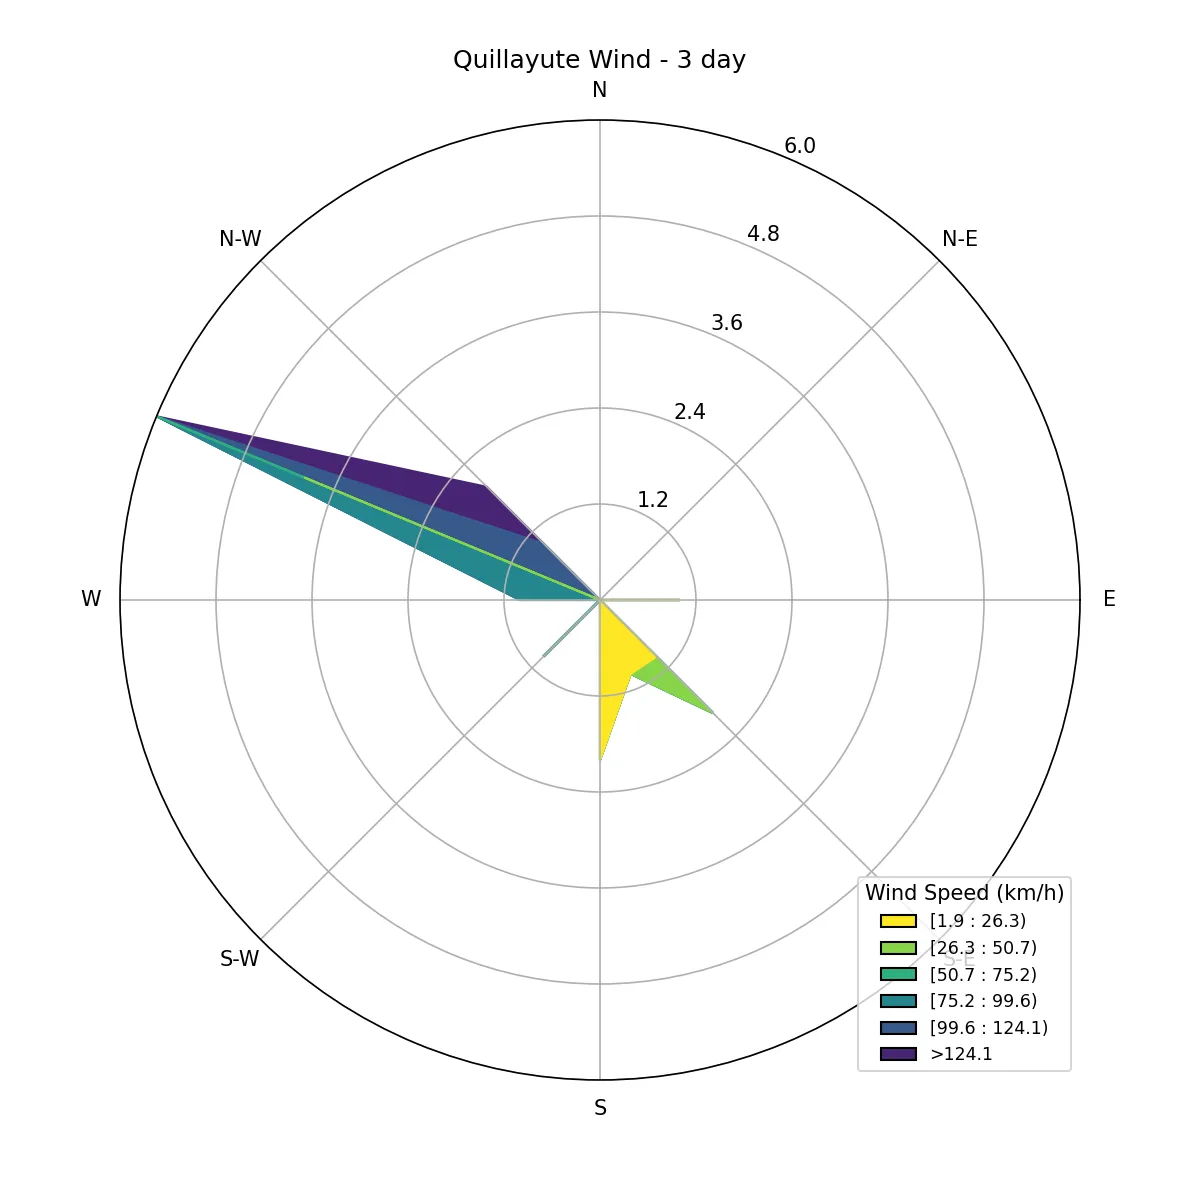 Quillayute Wind - 3 day
N
6.0
4.8
N-W
N-E
3.6
2.4
1.2
W
E
Wind Speed (km/h)
[1.9 : 26.3)
[26.3 : 50.7)
S-W
S-E
[50.7 : 75.2)
[75.2 : 99.6)
[99.6 : 124.1)
>124.1
S